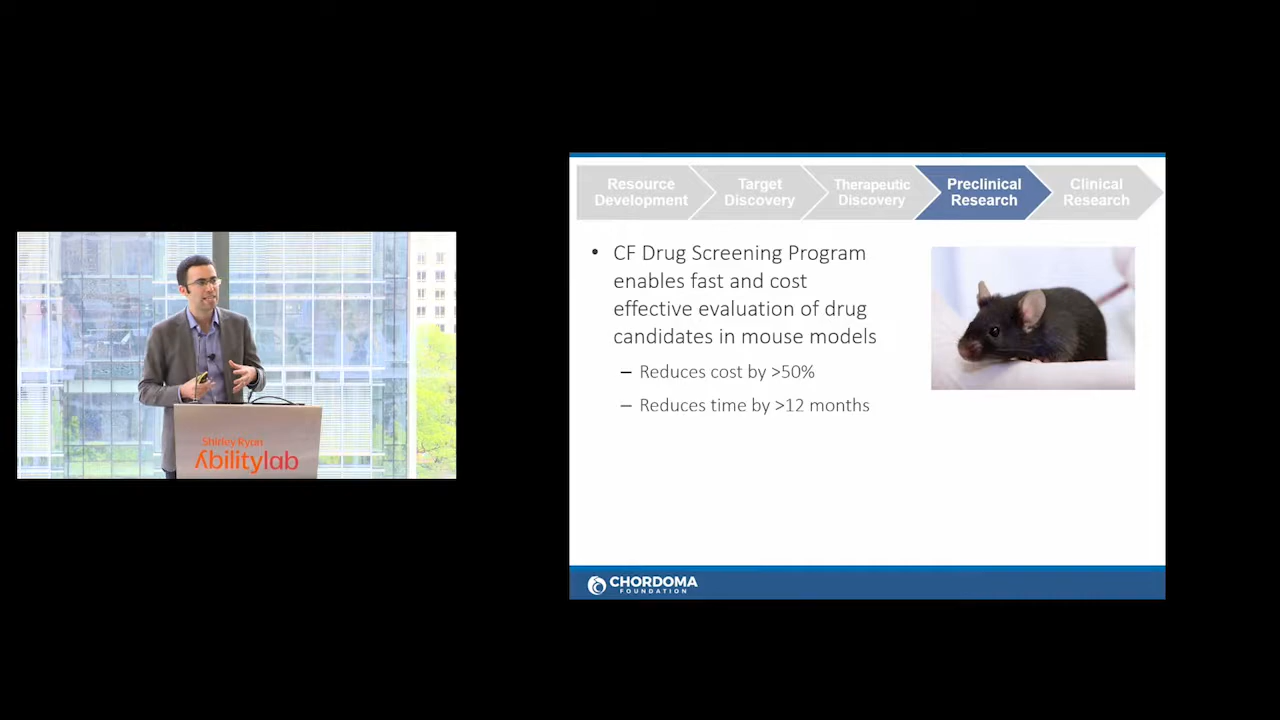 Shirley Ryan
Abilitylab
Resource
Development
Target
Discovery
Therapeutic
Discovery
Preclinical
Research
Clinical
Research
• CF Drug Screening Program
enables fast and cost
effective evaluation of drug
candidates in mouse models
– Reduces cost by >50%
– Reduces time by >12 months
CHORDOMA
FOUNDATION